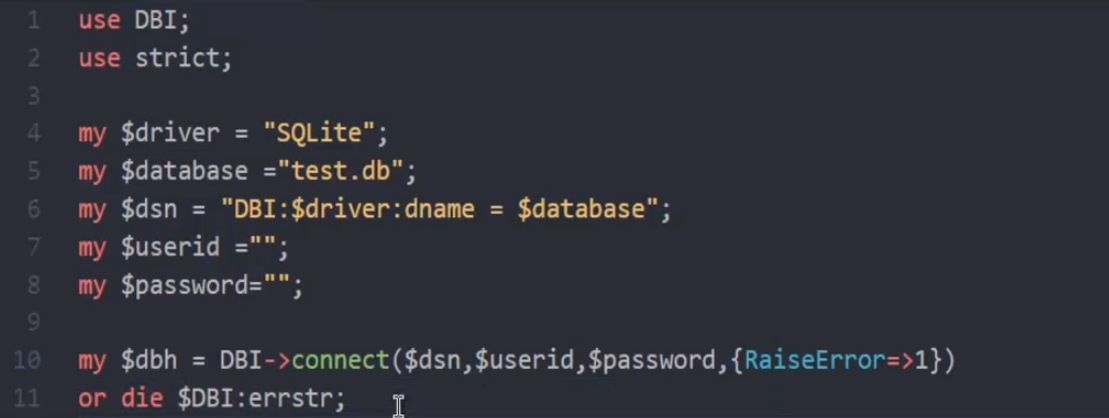 1 use DBI;
2 use strict;
3
4 my $driver = "SQLite";
5 my $database ="test.db";
6 my $dsn = "DBI:$driver:dname = $database";
7 my $userid ="";
8 my $password="";
9
10 my $dbh = DBI->connect($dsn,$userid,$password,{RaiseError=>1})
11 or die $DBI:errstr;